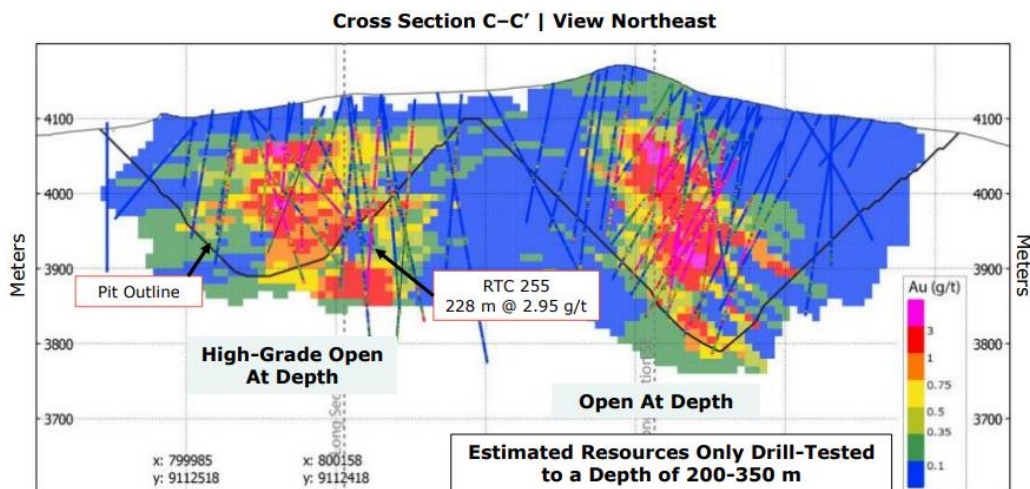 Cross Section C–C’ | View Northeast
4100
4000
3900
3800
3700
Meters
Pit Outline
RTC 255
228 m @ 2.95 g/t
High-Grade Open
At Depth
Open At Depth
Estimated Resources Only Drill-Tested
to a Depth of 200-350 m
x: 799985
y: 9112518
x: 800158
y: 9112418
Long Sec
4100
4000
3900
3800
3700
Meters
Au (g/t)
3
1
0.75
0.5
0.35
0.1